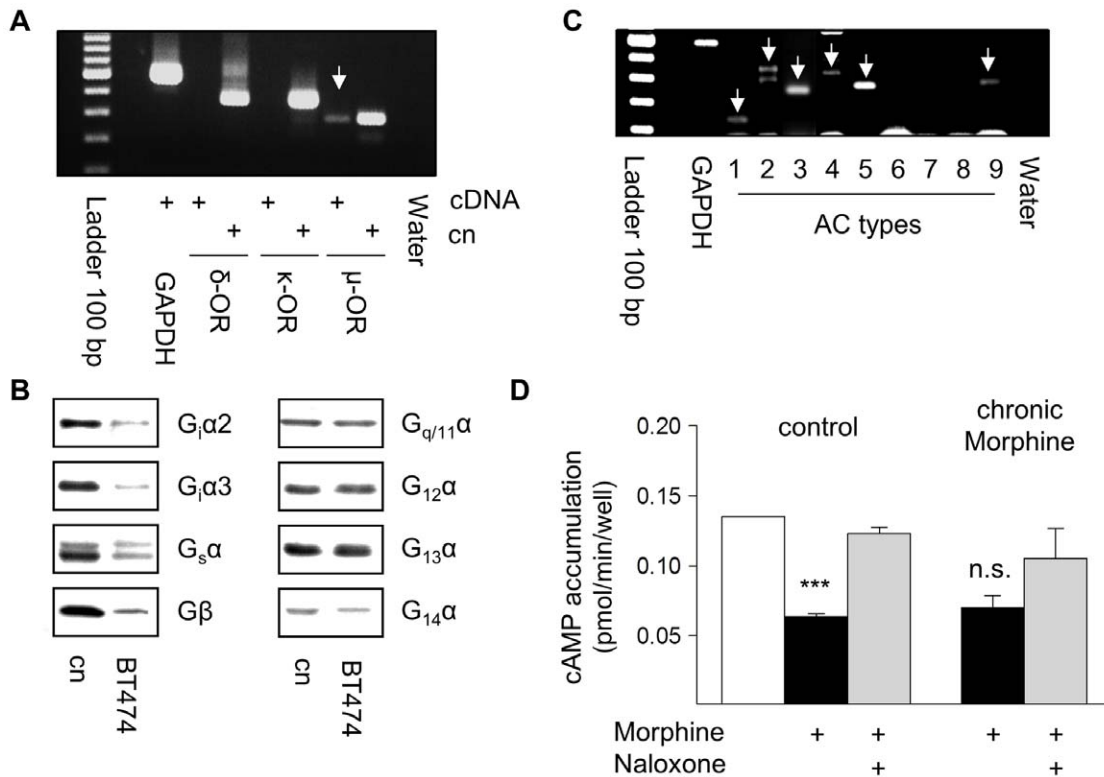 A
Ladder 100 bp
GAPDH
δ-OR
κ-OR
μ-OR
Water
+ + + + cDNA
+ + + cn
B
Giα2
Giα3
Gsα
Gβ
cn
BT474
Gq/11α
G12α
G13α
G14α
cn
BT474
C
Ladder 100 bp
GAPDH
1 2 3 4 5 6 7 8 9
Water
AC types
D
control
chronic
Morphine
cAMP accumulation
(pmol/min/well)
0.20
0.15
0.10
0.05
***
n.s.
Morphine + + + +
Naloxone + +